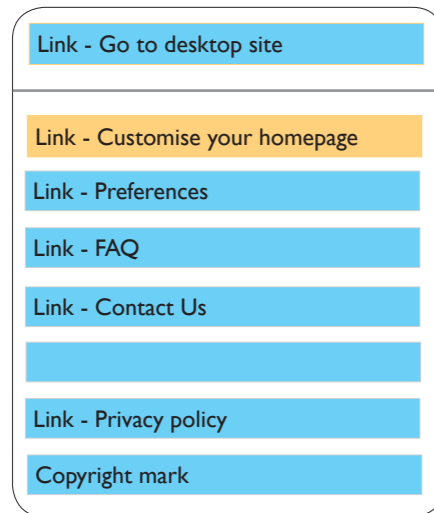 Link - Go to desktop site
Link - Customise your homepage
Link - Preferences
Link - FAQ
Link - Contact Us
Link - Privacy policy
Copyright mark